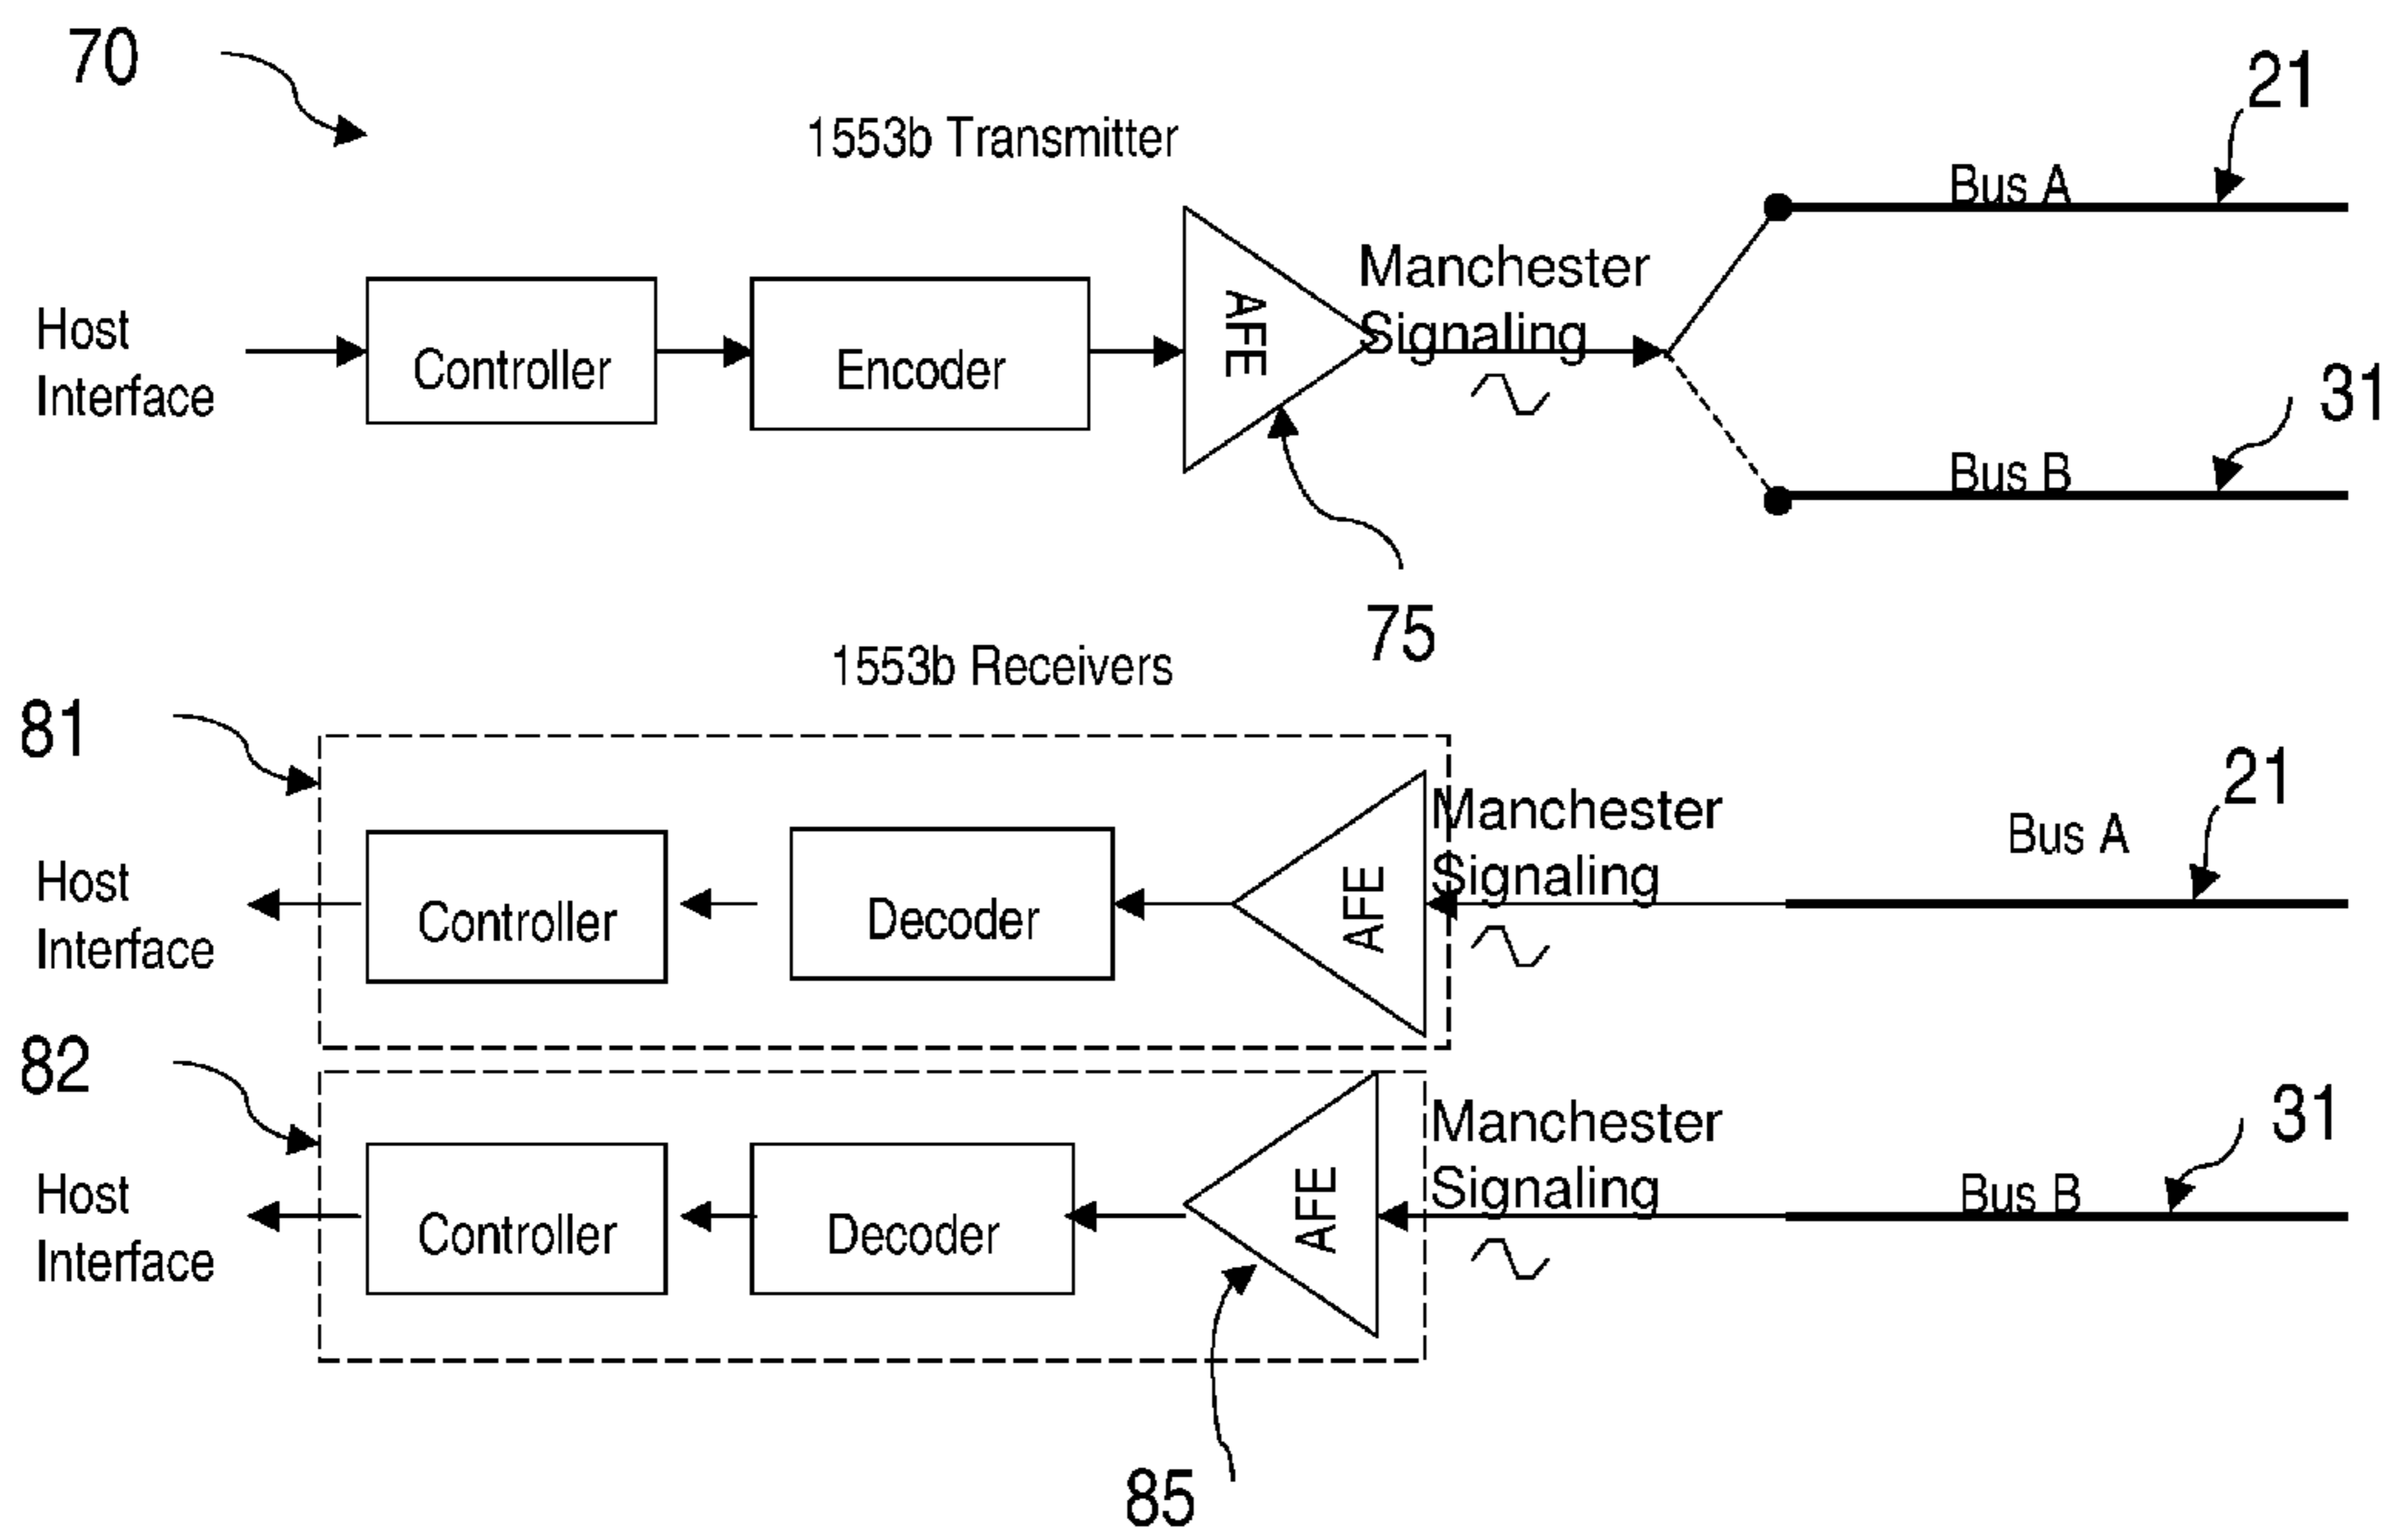 70
1553b Transmitter
21
Bus A
Host
Interface
Controller
Encoder
AFE
Manchester
Signaling
31
Bus B
75
1553b Receivers
81
Host
Interface
Controller
Decoder
AFE
Manchester
Signaling
Bus A
21
82
Host
Interface
Controller
Decoder
AFE
Manchester
Signaling
Bus B
31
85